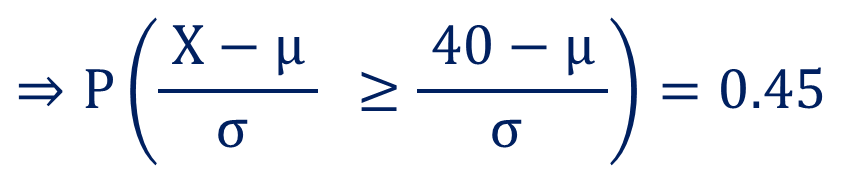 ⇒ P ( (X − μ)/σ ≥ (40 − μ)/σ ) = 0.45